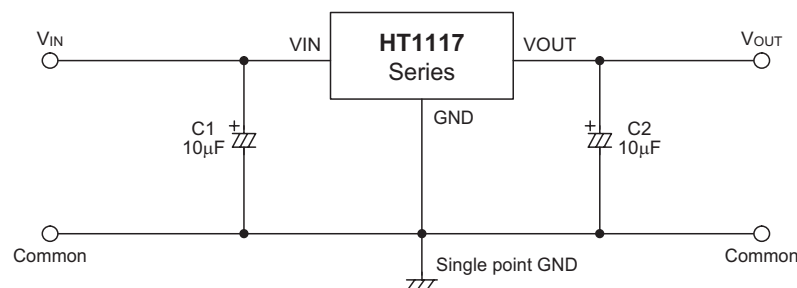 VIN
VIN
HT1117
Series
VOUT
VOUT
GND
C1
+
10µF
C2
+
10µF
Common
Single point GND
Common